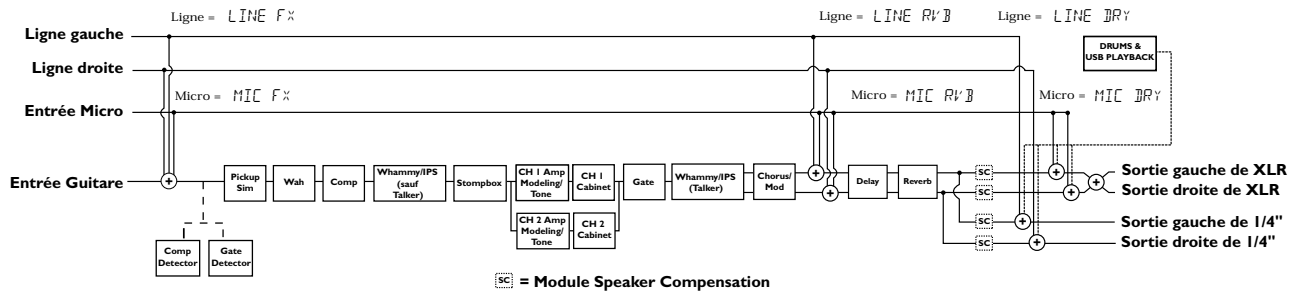 Ligne = LINE FX
Ligne = LINE RVB
Ligne = LINE DRY
Ligne gauche
DRUMS &
USB PLAYBACK
Ligne droite
Micro = MIC FX
Micro = MIC RVB
Micro = MIC DRY
Entrée Micro
Entrée Guitare
Pickup
Sim
Wah
Comp
Whammy/IPS
(sauf
Talker)
Stompbox
CH 1 Amp
Modeling/
Tone
CH 1
Cabinet
CH 2 Amp
Modeling/
Tone
CH 2
Cabinet
Gate
Whammy/IPS
(Talker)
Chorus/
Mod
Delay
Reverb
SC
SC
SC
SC
Sortie gauche de XLR
Sortie droite de XLR
Sortie gauche de 1/4"
Sortie droite de 1/4"
Comp
Detector
Gate
Detector
SC = Module Speaker Compensation